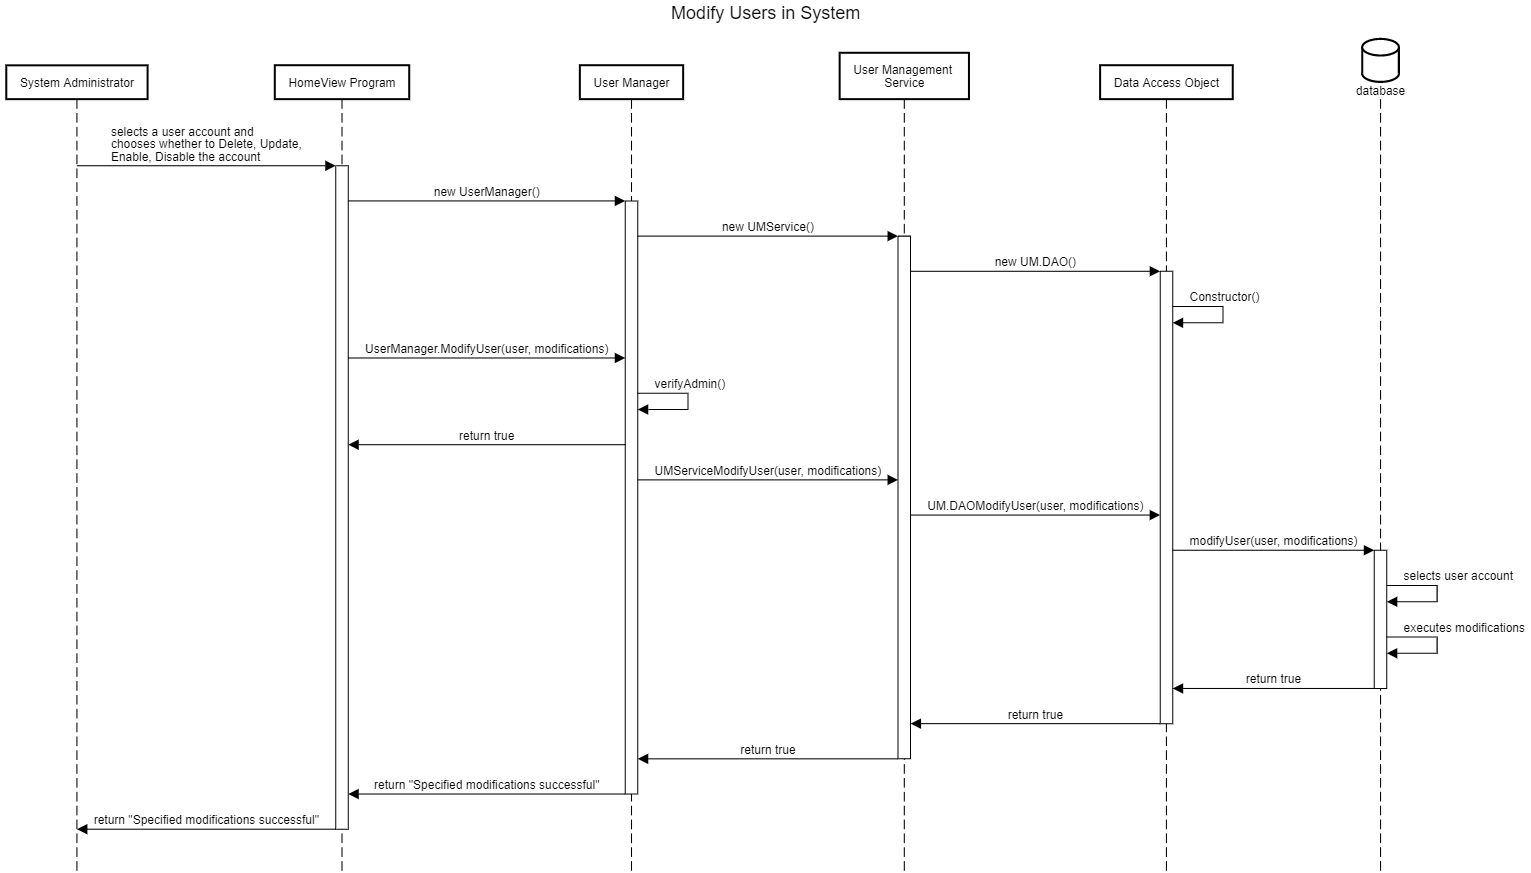 Modify Users in System
System Administrator
HomeView Program
User Manager
User Management
Service
Data Access Object
database
selects a user account and
chooses whether to Delete, Update,
Enable, Disable the account
new UserManager()
new UMService()
new UM.DAO()
Constructor()
UserManager.ModifyUser(user, modifications)
verifyAdmin()
return true
UMServiceModifyUser(user, modifications)
UM.DAOModifyUser(user, modifications)
modifyUser(user, modifications)
selects user account
executes modifications
return true
return true
return true
return "Specified modifications successful"
return "Specified modifications successful"